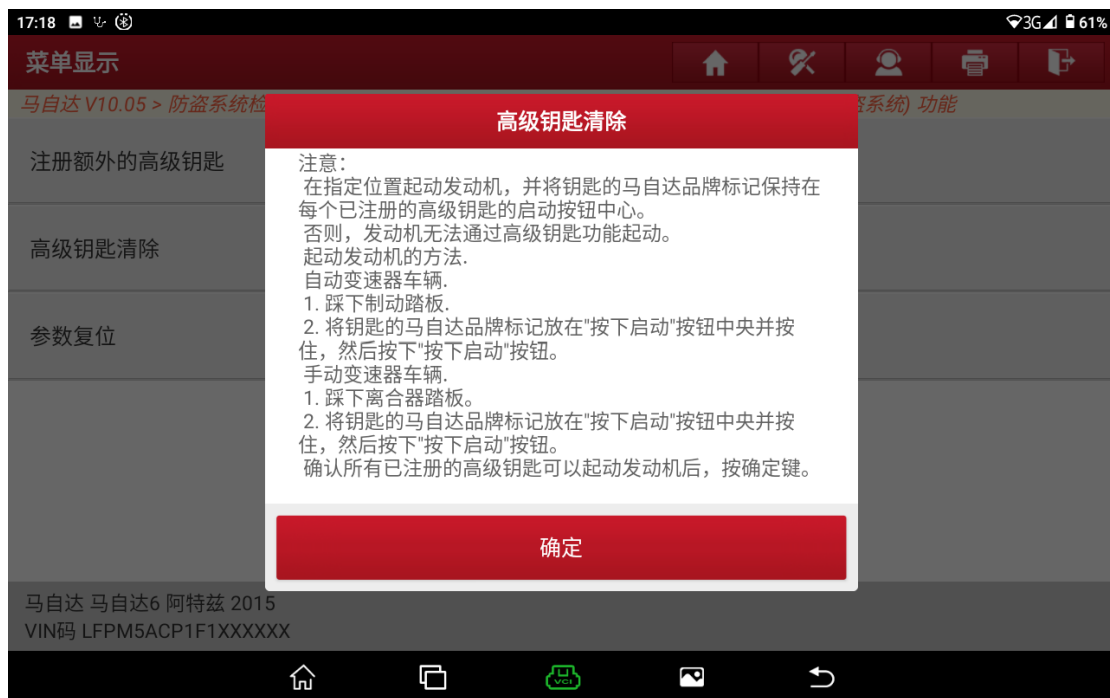 17:18
3G 61%
菜单显示
马自达 V10.05 > 防盗系统检
系统) 功能
注册额外的高级钥匙
高级钥匙清除
参数复位
高级钥匙清除
注意:
在指定位置起动发动机，并将钥匙的马自达品牌标记保持在
每个已注册的高级钥匙的启动按钮中心。
否则，发动机无法通过高级钥匙功能起动。
起动发动机的方法.
自动变速器车辆.
1. 踩下制动踏板.
2. 将钥匙的马自达品牌标记放在"按下启动"按钮中央并按
住，然后按下"按下启动"按钮。
手动变速器车辆.
1. 踩下离合器踏板。
2. 将钥匙的马自达品牌标记放在"按下启动"按钮中央并按
住，然后按下"按下启动"按钮。
确认所有已注册的高级钥匙可以起动发动机后，按确定键。
确定
马自达 马自达6 阿特兹 2015
VIN码 LFPM5ACP1F1XXXXXX
VCI